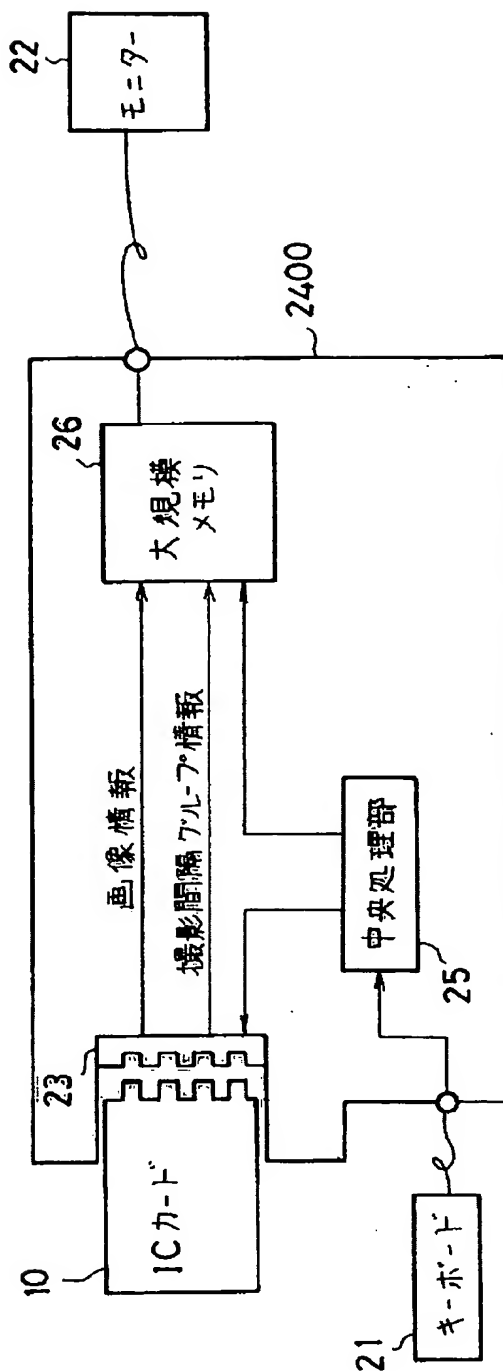 22
モニター
2400
26
大規模
メモリ
画像情報
撮影間隔グループ情報
23
中央処理部
25
10
ICカード
21
キーボード